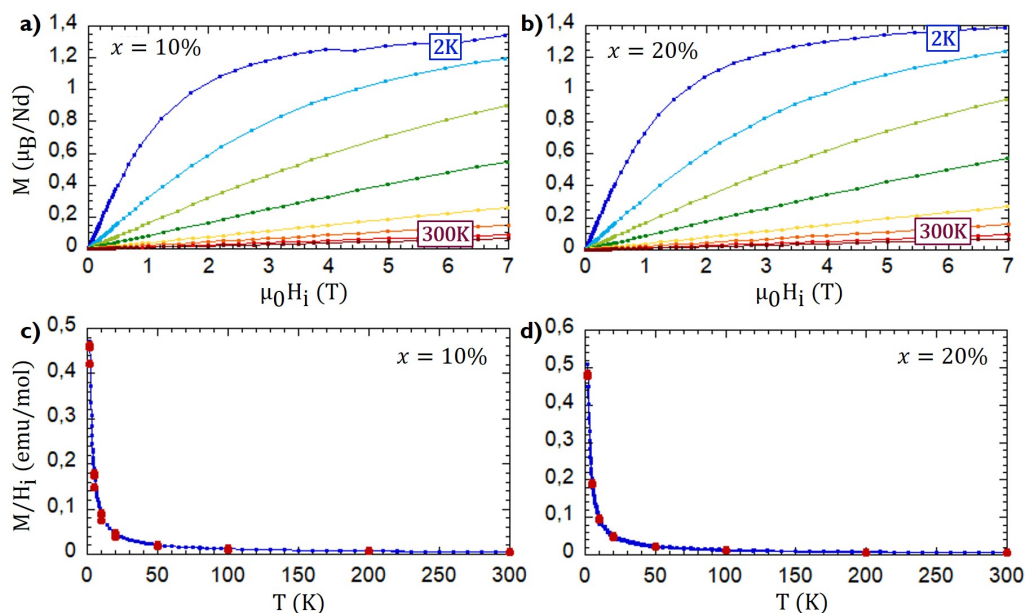 a)
x = 10%
2K
300K
1,4
1,2
1
0,8
0,6
0,4
0,2
0
M (μ_B/Nd)
0 1 2 3 4 5 6 7
μ₀Hᵢ (T)
b)
x = 20%
2K
300K
1,4
1,2
1
0,8
0,6
0,4
0,2
0
0 1 2 3 4 5 6 7
μ₀Hᵢ (T)
c)
x = 10%
0,5
0,4
0,3
0,2
0,1
0
M/Hᵢ (emu/mol)
0 50 100 150 200 250 300
T (K)
d)
x = 20%
0,6
0,5
0,4
0,3
0,2
0,1
0
0 50 100 150 200 250 300
T (K)